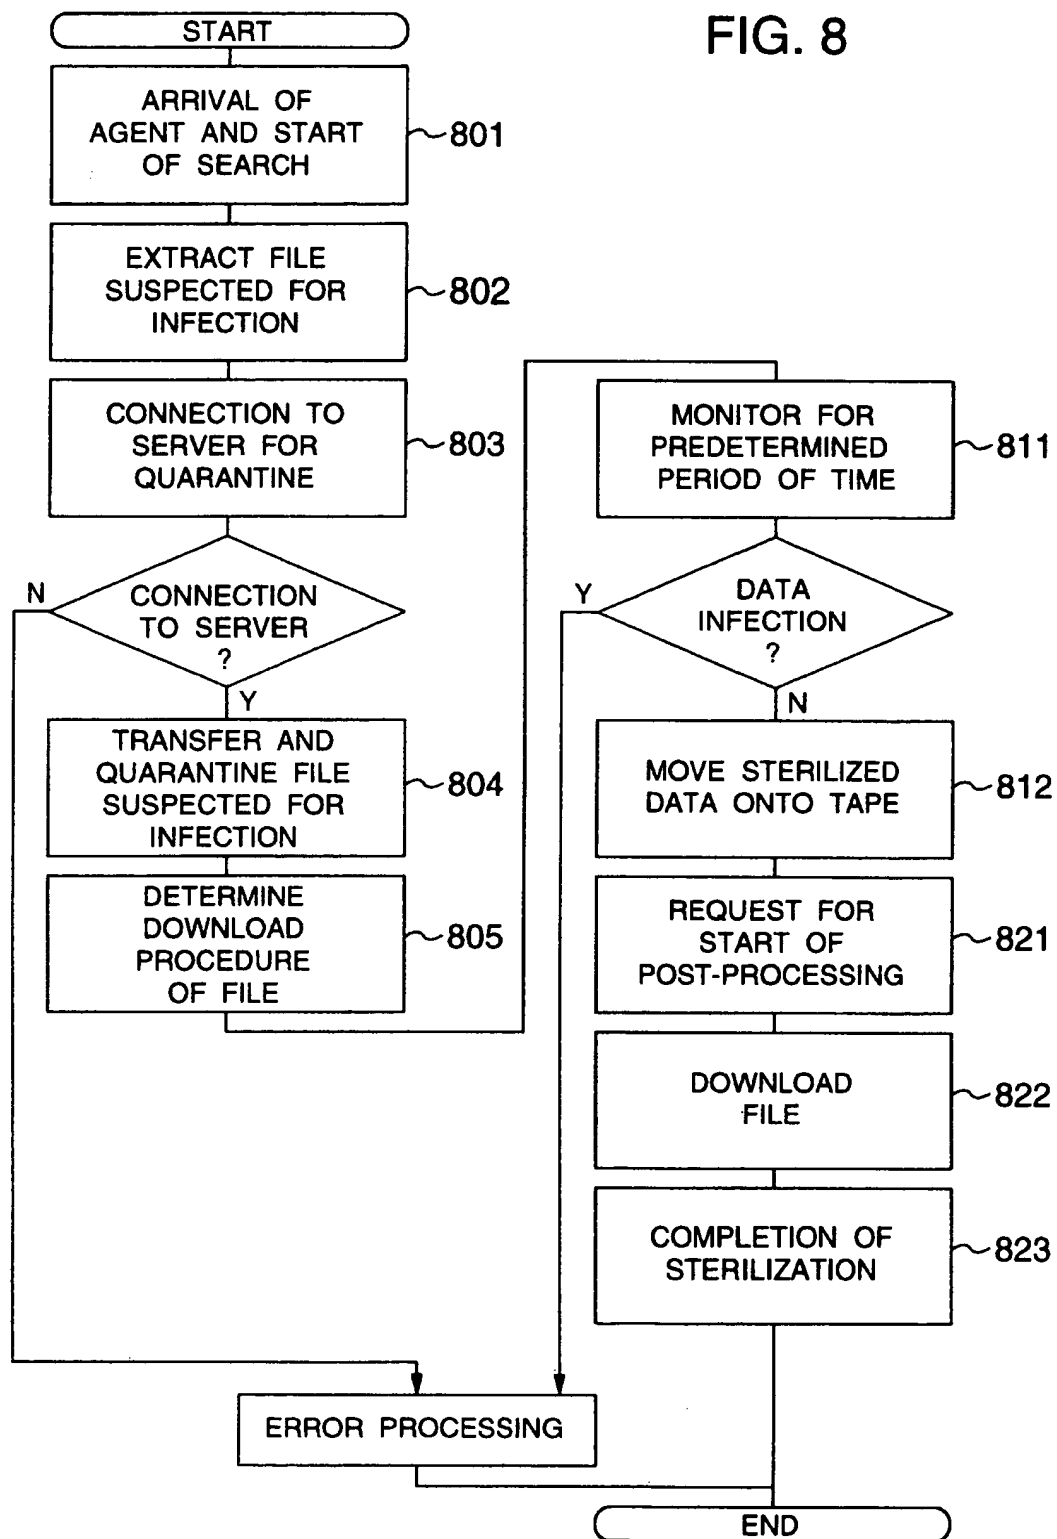 FIG. 8
START
ARRIVAL OF
AGENT AND START
OF SEARCH
801
EXTRACT FILE
SUSPECTED FOR
INFECTION
802
CONNECTION TO
SERVER FOR
QUARANTINE
803
N
CONNECTION
TO SERVER
?
Y
TRANSFER AND
QUARANTINE FILE
SUSPECTED FOR
INFECTION
804
DETERMINE
DOWNLOAD
PROCEDURE
OF FILE
805
MONITOR FOR
PREDETERMINED
PERIOD OF TIME
811
Y
DATA
INFECTION
?
N
MOVE STERILIZED
DATA ONTO TAPE
812
REQUEST FOR
START OF
POST-PROCESSING
821
DOWNLOAD
FILE
822
COMPLETION OF
STERILIZATION
823
ERROR PROCESSING
END